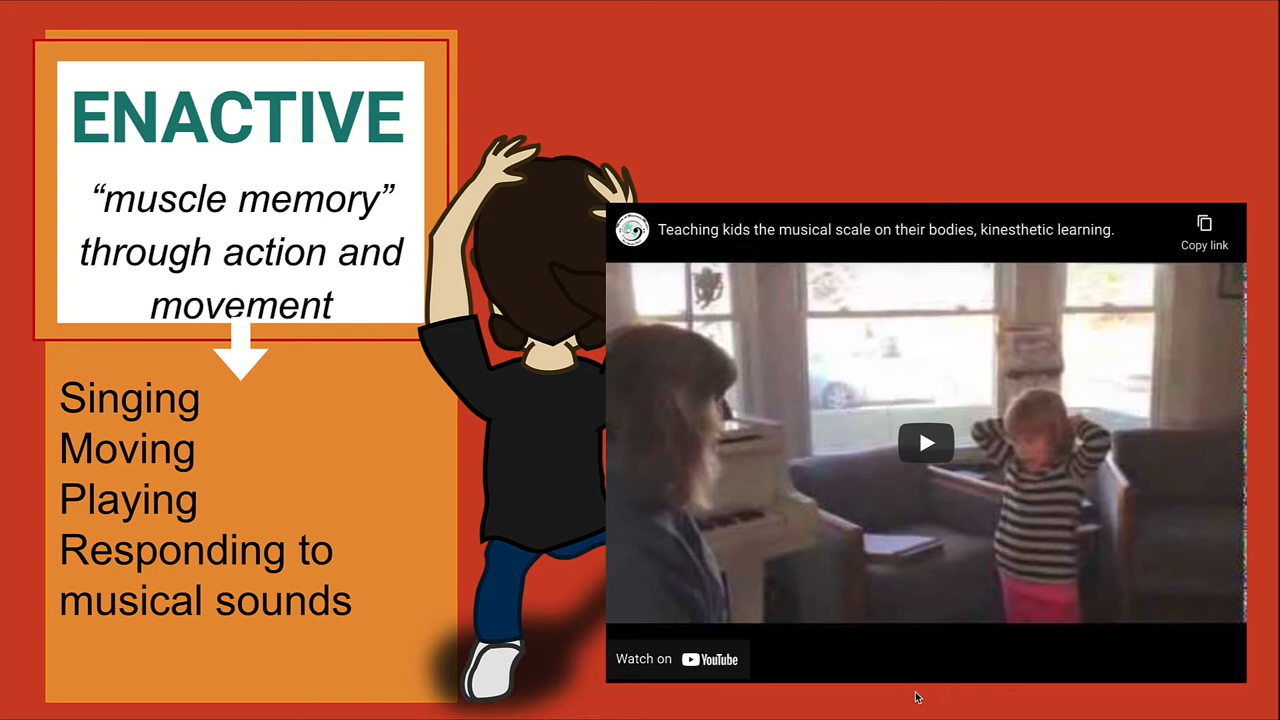 ENACTIVE
“muscle memory”
through action and
movement
Singing
Moving
Playing
Responding to
musical sounds
Teaching kids the musical scale on their bodies, kinesthetic learning.
Copy link
Watch on YouTube